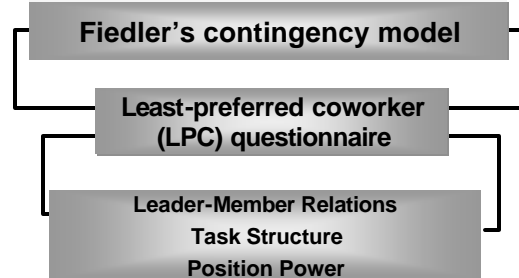 Fiedler’s contingency model
Least-preferred coworker
(LPC) questionnaire
Leader-Member Relations
Task Structure
Position Power